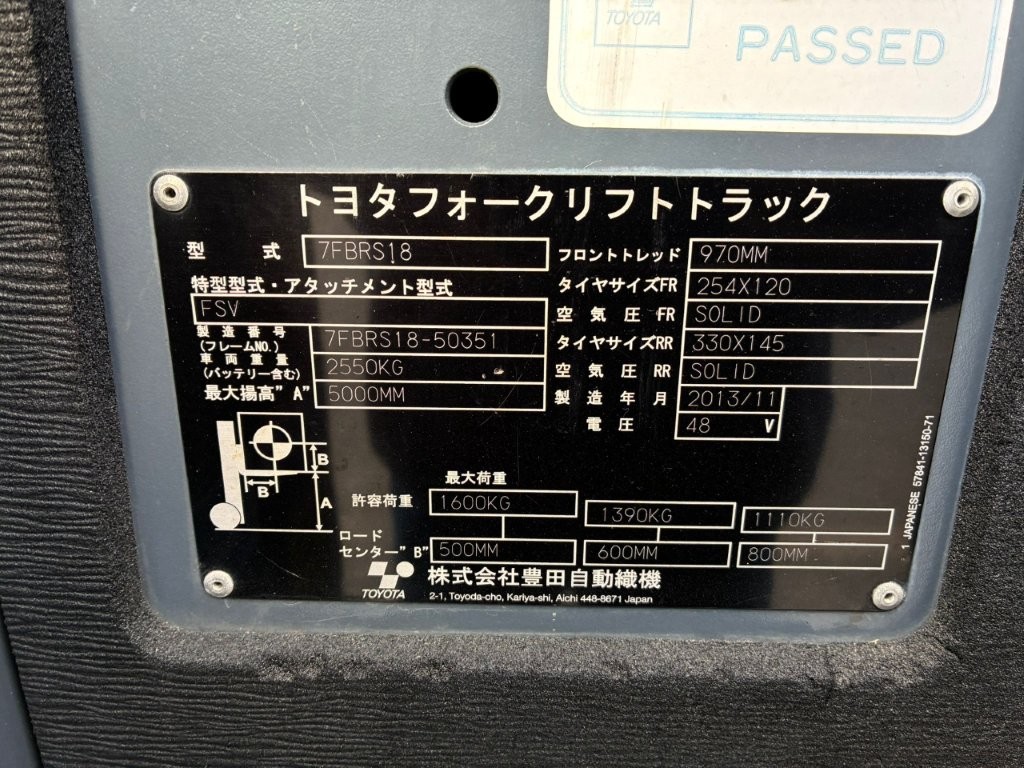 TOYOTA
PASSED
トヨタフォークリフトトラック
型 式 7FBRS18
特型型式・アタッチメント型式
FSV
製造番号
(フレームNO.) 7FBRS18-50351
車両重量
(バッテリー含む) 2550KG
最大揚高"A" 5000MM
フロントトレッド 970MM
タイヤサイズFR 254X120
空気圧 FR SOLID
タイヤサイズRR 330X145
空気圧 RR SOLID
製造年月 2013/11
電圧 48 V
B
B
A
最大荷重
許容荷重 1600KG 1390KG 1110KG
ロード
センター"B" 500MM 600MM 800MM
TOYOTA 株式会社豊田自動織機
2-1, Toyoda-cho, Kariya-shi, Aichi 448-8671 Japan
1 JAPANESE 57841-13150-71